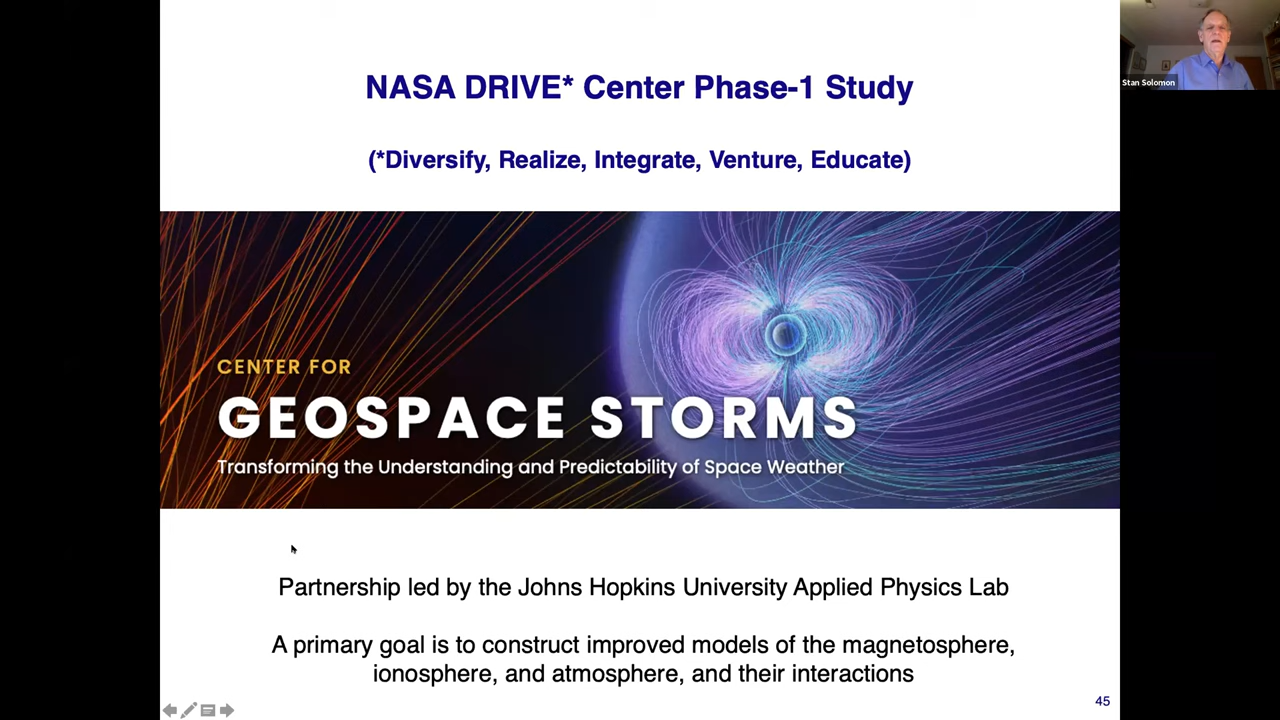 NASA DRIVE* Center Phase-1 Study
(*Diversify, Realize, Integrate, Venture, Educate)
CENTER FOR
GEOSPACE STORMS
Transforming the Understanding and Predictability of Space Weather
Partnership led by the Johns Hopkins University Applied Physics Lab
A primary goal is to construct improved models of the magnetosphere,
ionosphere, and atmosphere, and their interactions
45
Stan Solomon